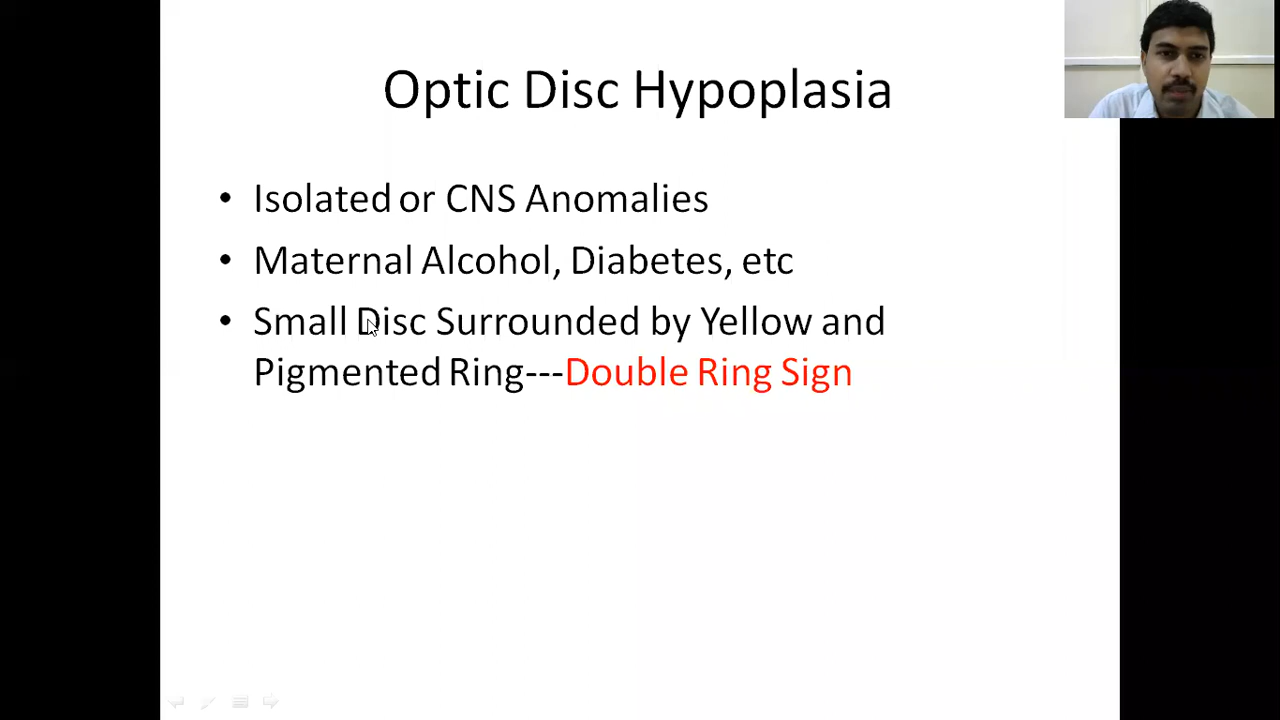 Optic Disc Hypoplasia
• Isolated or CNS Anomalies
• Maternal Alcohol, Diabetes, etc
• Small Disc Surrounded by Yellow and
Pigmented Ring---Double Ring Sign